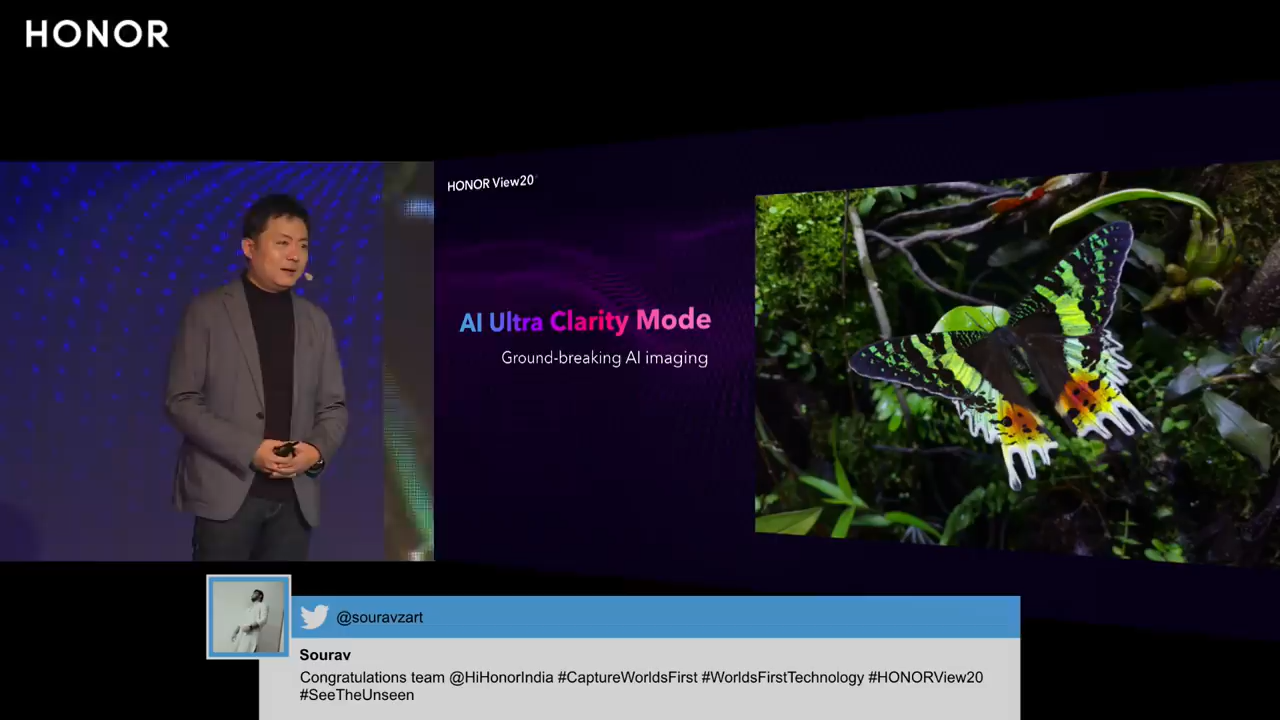 HONOR
HONOR View20
AI Ultra Clarity Mode
Ground-breaking AI imaging
@souravzart
Sourav
Congratulations team @HiHonorIndia #CaptureWorldsFirst #WorldsFirstTechnology #HONORView20
#SeeTheUnseen